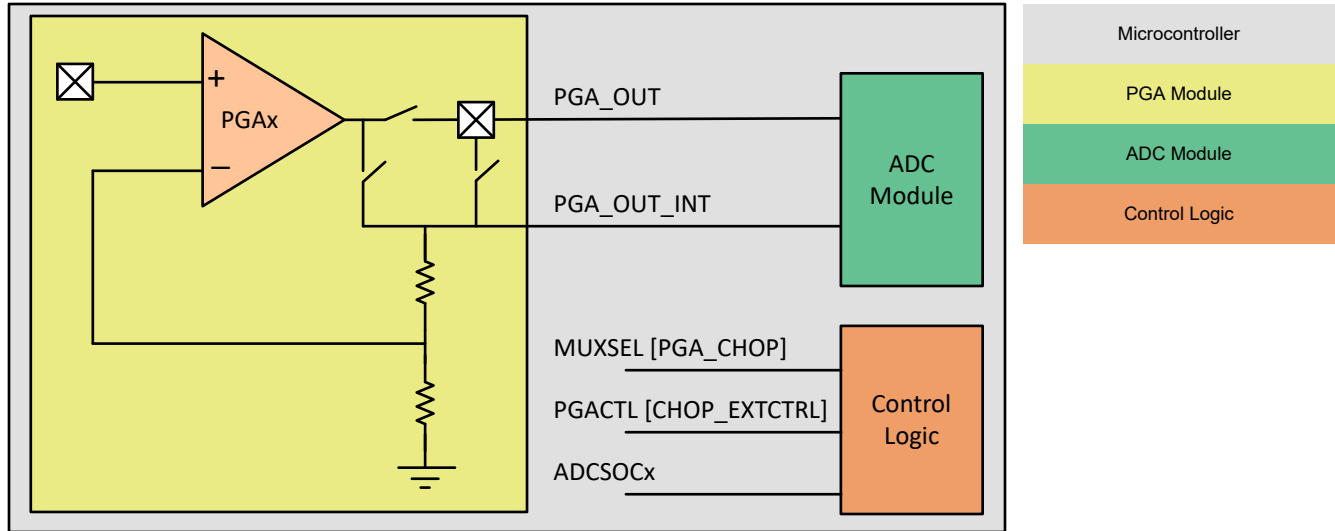 +
PGAx
−
PGA_OUT
PGA_OUT_INT
ADC
Module
MUXSEL [PGA_CHOP]
PGACTL [CHOP_EXTCTRL]
ADCSOCx
Control
Logic
Microcontroller
PGA Module
ADC Module
Control Logic